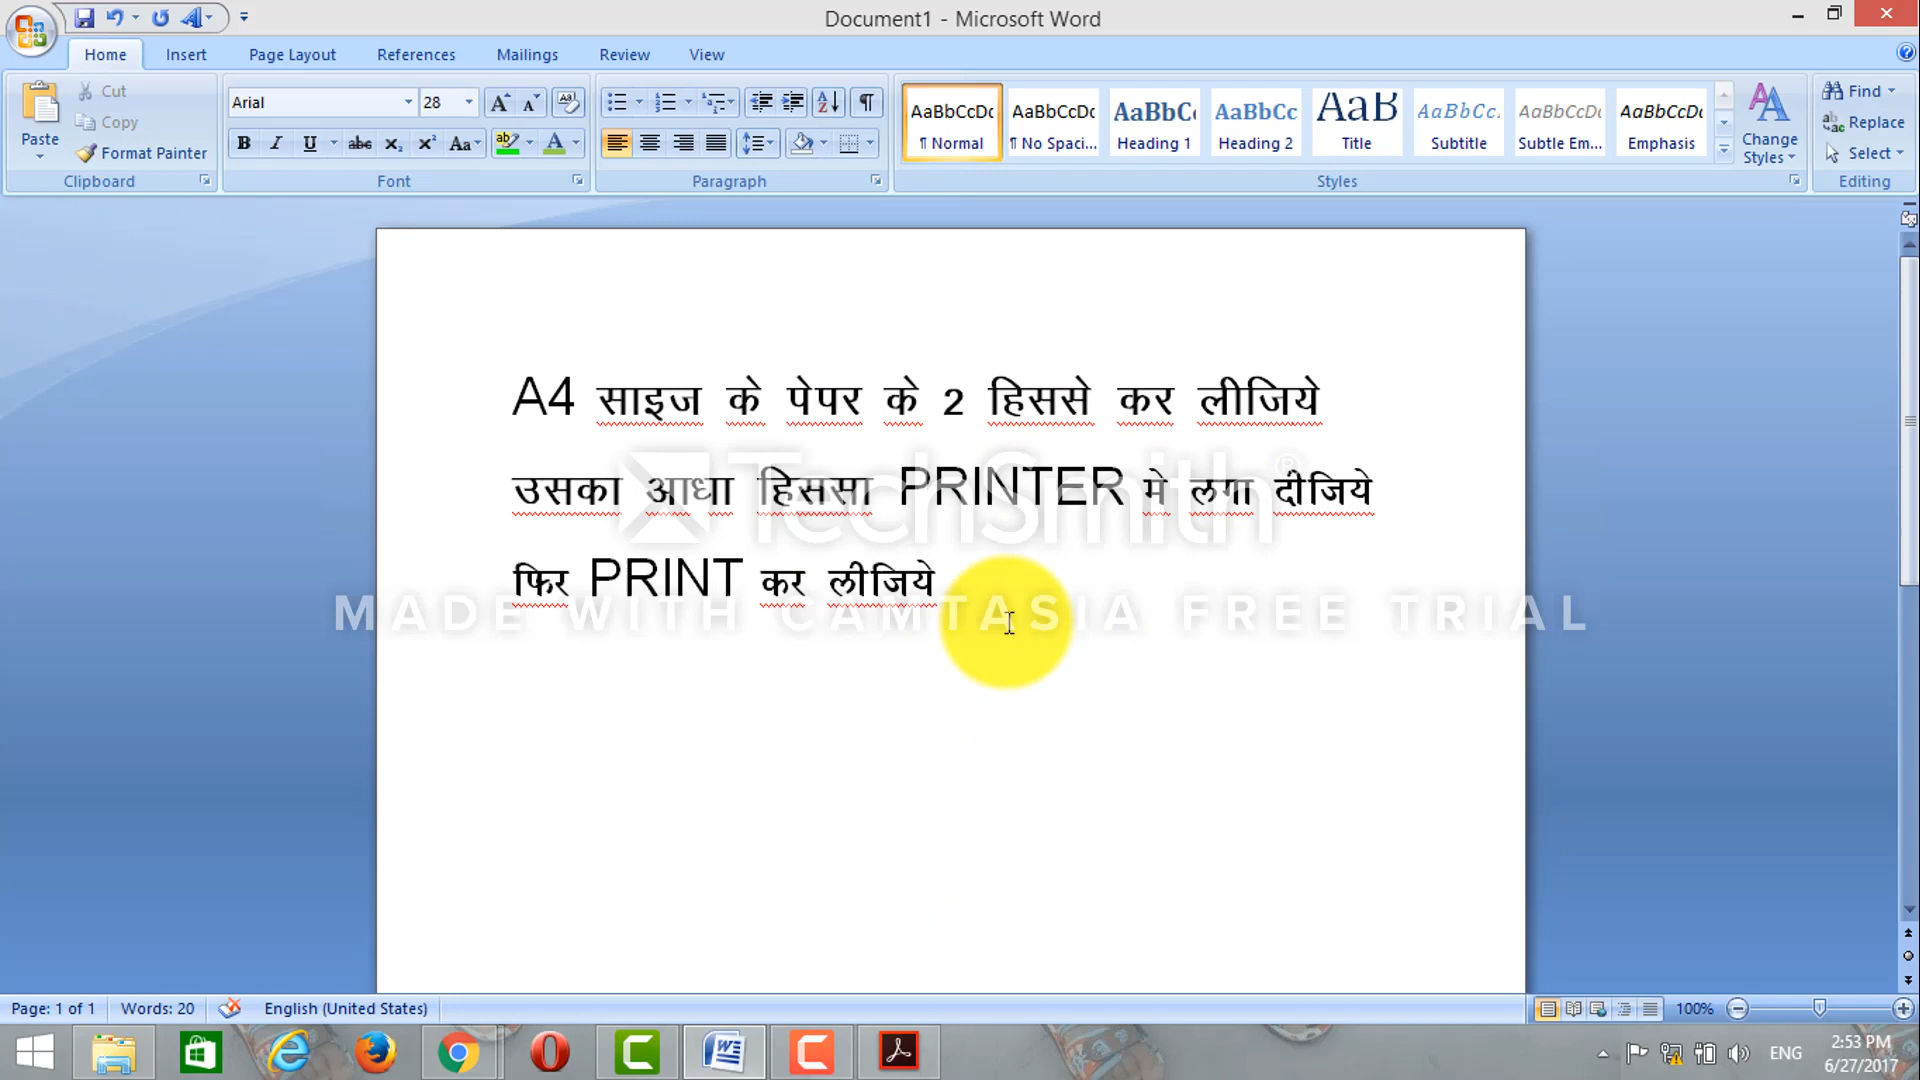 Document1 - Microsoft Word
Home Insert Page Layout References Mailings Review View
Paste
Cut
Copy
Format Painter
Clipboard
Arial 28
Font
Paragraph
AaBbCcDc AaBbCcDc AaBbC AaBbCc AaB AaBbCc. AaBbCcDc AaBbCcDc
¶ Normal ¶ No Spaci... Heading 1 Heading 2 Title Subtitle Subtle Em... Emphasis
Change Styles
Styles
Find
Replace
Select
Editing
A4 साइज के पेपर के 2 हिससे कर लीजिये
उसका आधा हिससा PRINTER मे लगा दीजिये
फिर PRINT कर लीजिये
TechSmith®
MADE WITH CAMTASIA FREE TRIAL
Page: 1 of 1 Words: 20 English (United States) 100%
ENG 2:53 PM
6/27/2017